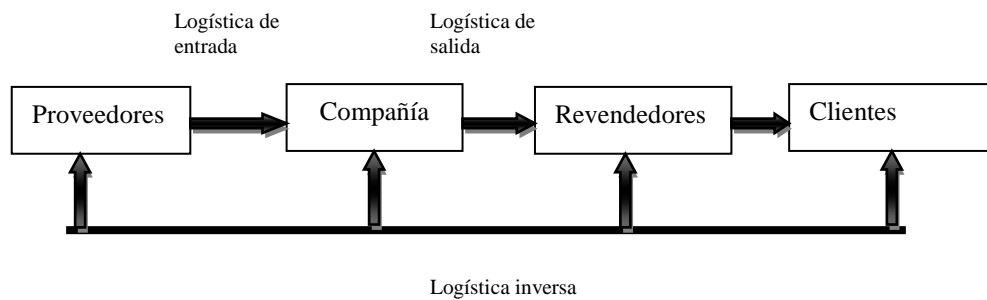 Logística de
entrada
Logística de
salida
Proveedores
Compañía
Revendedores
Clientes
Logística inversa